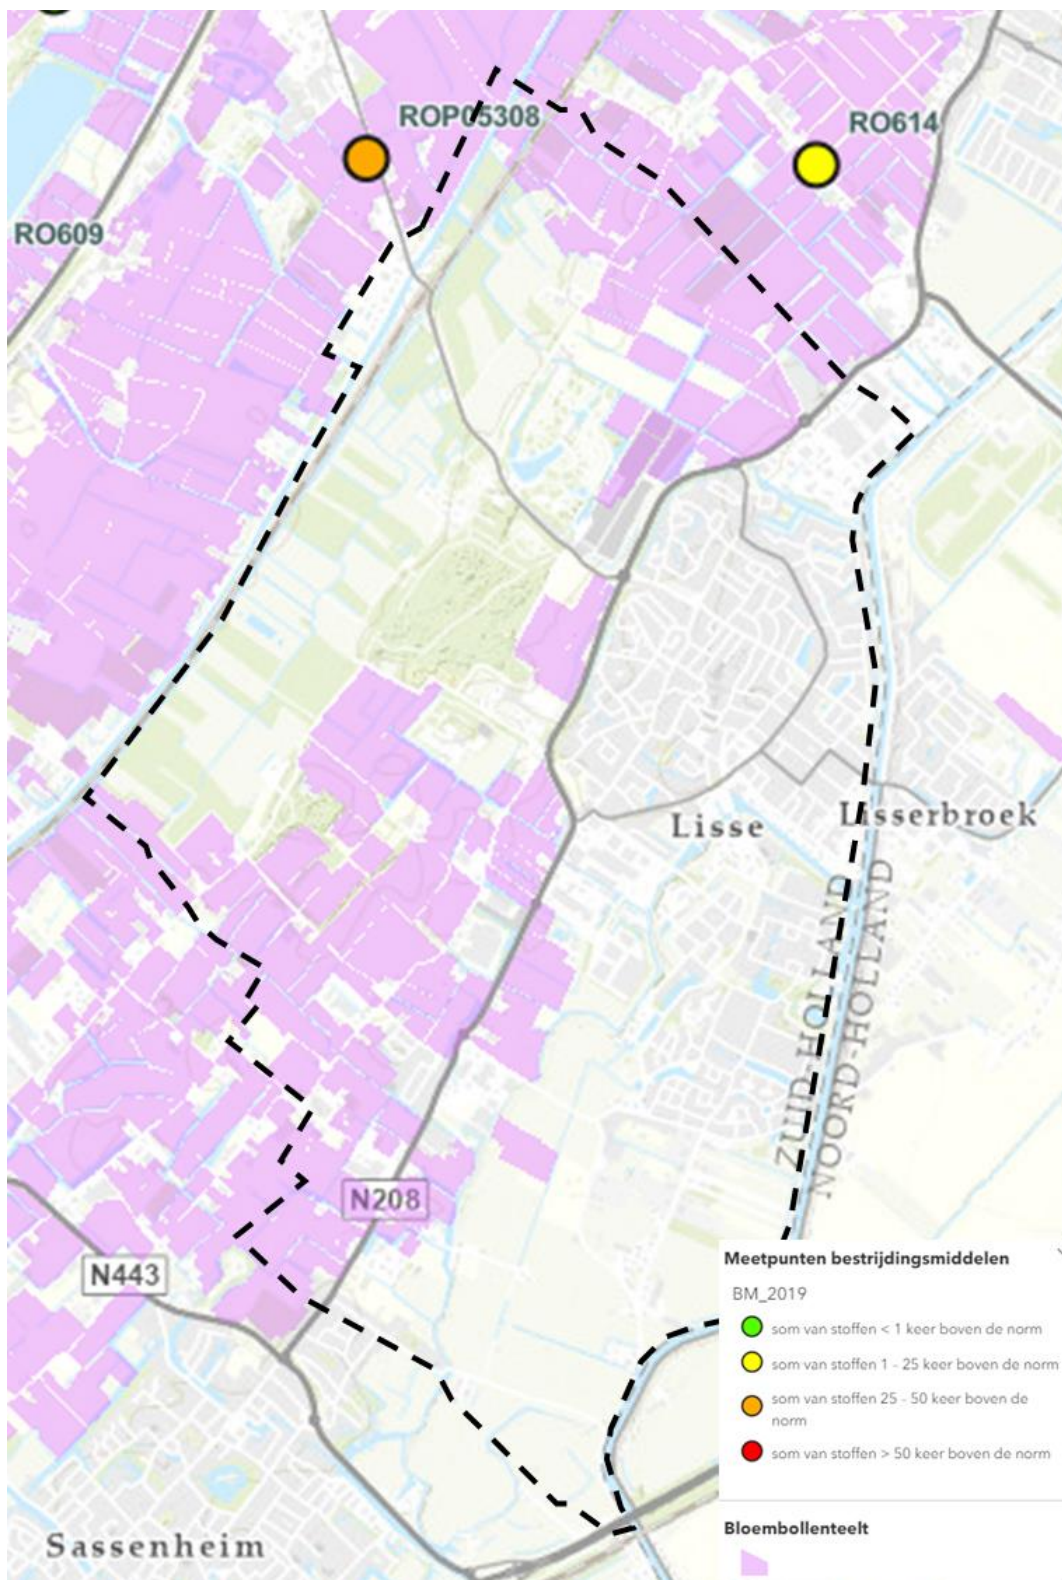 ROP05308
RO614
RO609
Lisse
Lisserbroek
ZUID-HOLLAND
NOORD-HOLLAND
N208
N443
Sassenheim
Meetpunten bestrijdingsmiddelen
BM_2019
som van stoffen < 1 keer boven de norm
som van stoffen 1 - 25 keer boven de norm
som van stoffen 25 - 50 keer boven de
norm
som van stoffen > 50 keer boven de norm
Bloembollenteelt